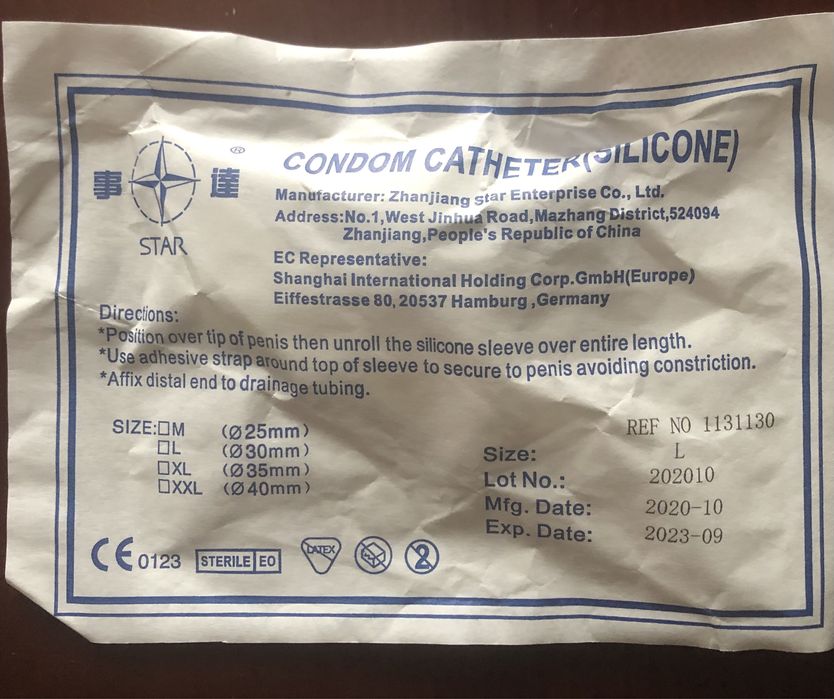 事 達 ®
STAR
CONDOM CATHETER(SILICONE)
Manufacturer: Zhanjiang star Enterprise Co., Ltd.
Address:No.1,West Jinhua Road,Mazhang District,524094
Zhanjiang,People's Republic of China
EC Representative:
Shanghai International Holding Corp.GmbH(Europe)
Eiffestrasse 80, 20537 Hamburg ,Germany
Directions:
*Position over tip of penis then unroll the silicone sleeve over entire length.
*Use adhesive strap around top of sleeve to secure to penis avoiding constriction.
*Affix distal end to drainage tubing.
SIZE:□M (Ø25mm)
□L (Ø30mm)
□XL (Ø35mm)
□XXL (Ø40mm)
REF NO 1131130
Size: L
Lot No.: 202010
Mfg. Date: 2020-10
Exp. Date: 2023-09
CE 0123 STERILE EO LATEX 2